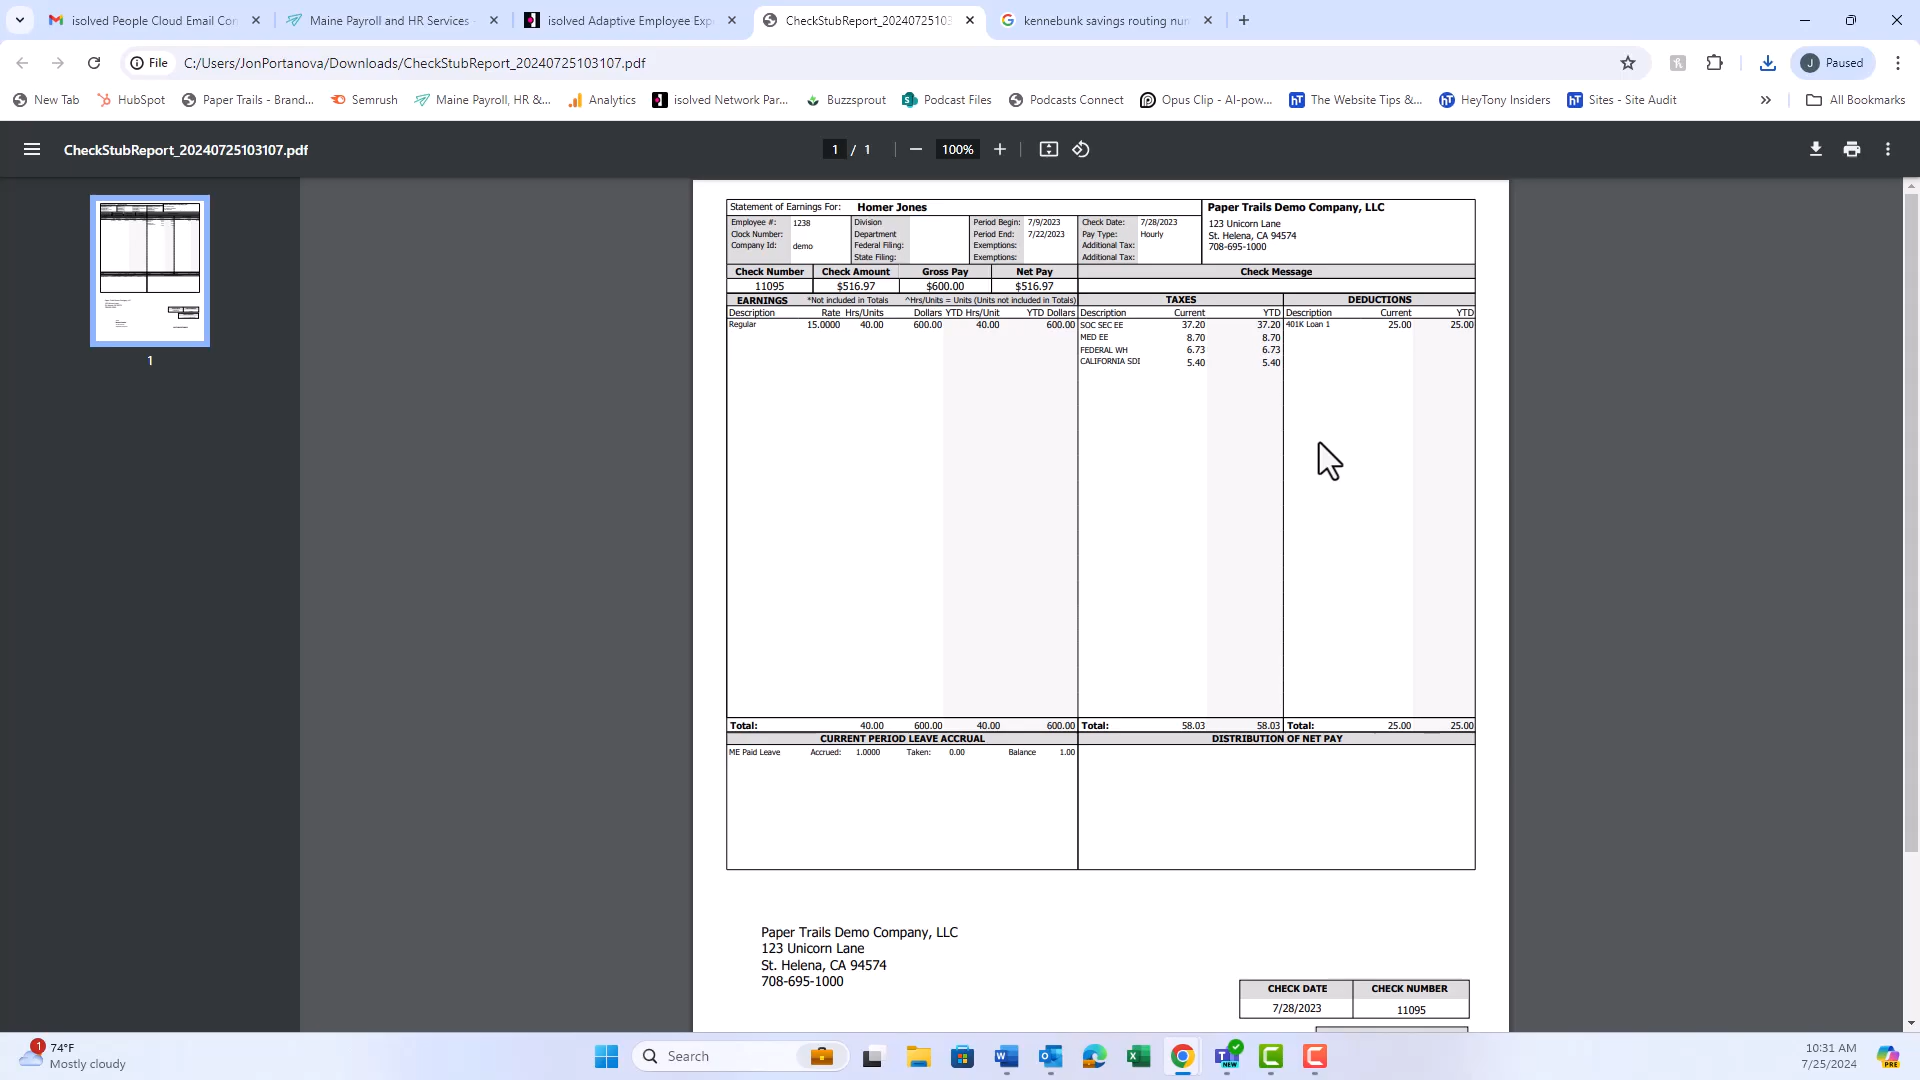 isolved People Cloud Email Con
Maine Payroll and HR Services -
isolved Adaptive Employee Expe
CheckStubReport_20240725103
kennebunk savings routing num
File
C:/Users/JonPortanova/Downloads/CheckStubReport_20240725103107.pdf
J Paused
New Tab
HubSpot
Paper Trails - Brand...
Semrush
Maine Payroll, HR &...
Analytics
isolved Network Par...
Buzzsprout
Podcast Files
Podcasts Connect
Opus Clip - AI-pow...
The Website Tips &...
HeyTony Insiders
Sites - Site Audit
All Bookmarks
CheckStubReport_20240725103107.pdf
1 / 1
100%
1
Statement of Earnings For: Homer Jones
Paper Trails Demo Company, LLC
123 Unicorn Lane
St. Helena, CA 94574
708-695-1000
Employee #: 1238 Division Period Begin: 7/9/2023 Check Date: 7/28/2023
Clock Number: Department Period End: 7/22/2023 Pay Type: Hourly
Company Id: demo Federal Filing: Exemptions: Additional Tax:
State Filing: Exemptions: Additional Tax:
Check Number Check Amount Gross Pay Net Pay Check Message
11095 $516.97 $600.00 $516.97
EARNINGS *Not included in Totals ^Hrs/Units = Units (Units not included in Totals) TAXES DEDUCTIONS
Description Rate Hrs/Units Dollars YTD Hrs/Unit YTD Dollars Description Current YTD Description Current YTD
Regular 15.0000 40.00 600.00 40.00 600.00 SOC SEC EE 37.20 37.20 401K Loan 1 25.00 25.00
MED EE 8.70 8.70
FEDERAL WH 6.73 6.73
CALIFORNIA SDI 5.40 5.40
Total: 40.00 600.00 40.00 600.00 Total: 58.03 58.03 Total: 25.00 25.00
CURRENT PERIOD LEAVE ACCRUAL DISTRIBUTION OF NET PAY
ME Paid Leave Accrued: 1.0000 Taken: 0.00 Balance 1.00
Paper Trails Demo Company, LLC
123 Unicorn Lane
St. Helena, CA 94574
708-695-1000
CHECK DATE CHECK NUMBER
7/28/2023 11095
1
74°F
Mostly cloudy
Search
NEW
10:31 AM
7/25/2024
PRE